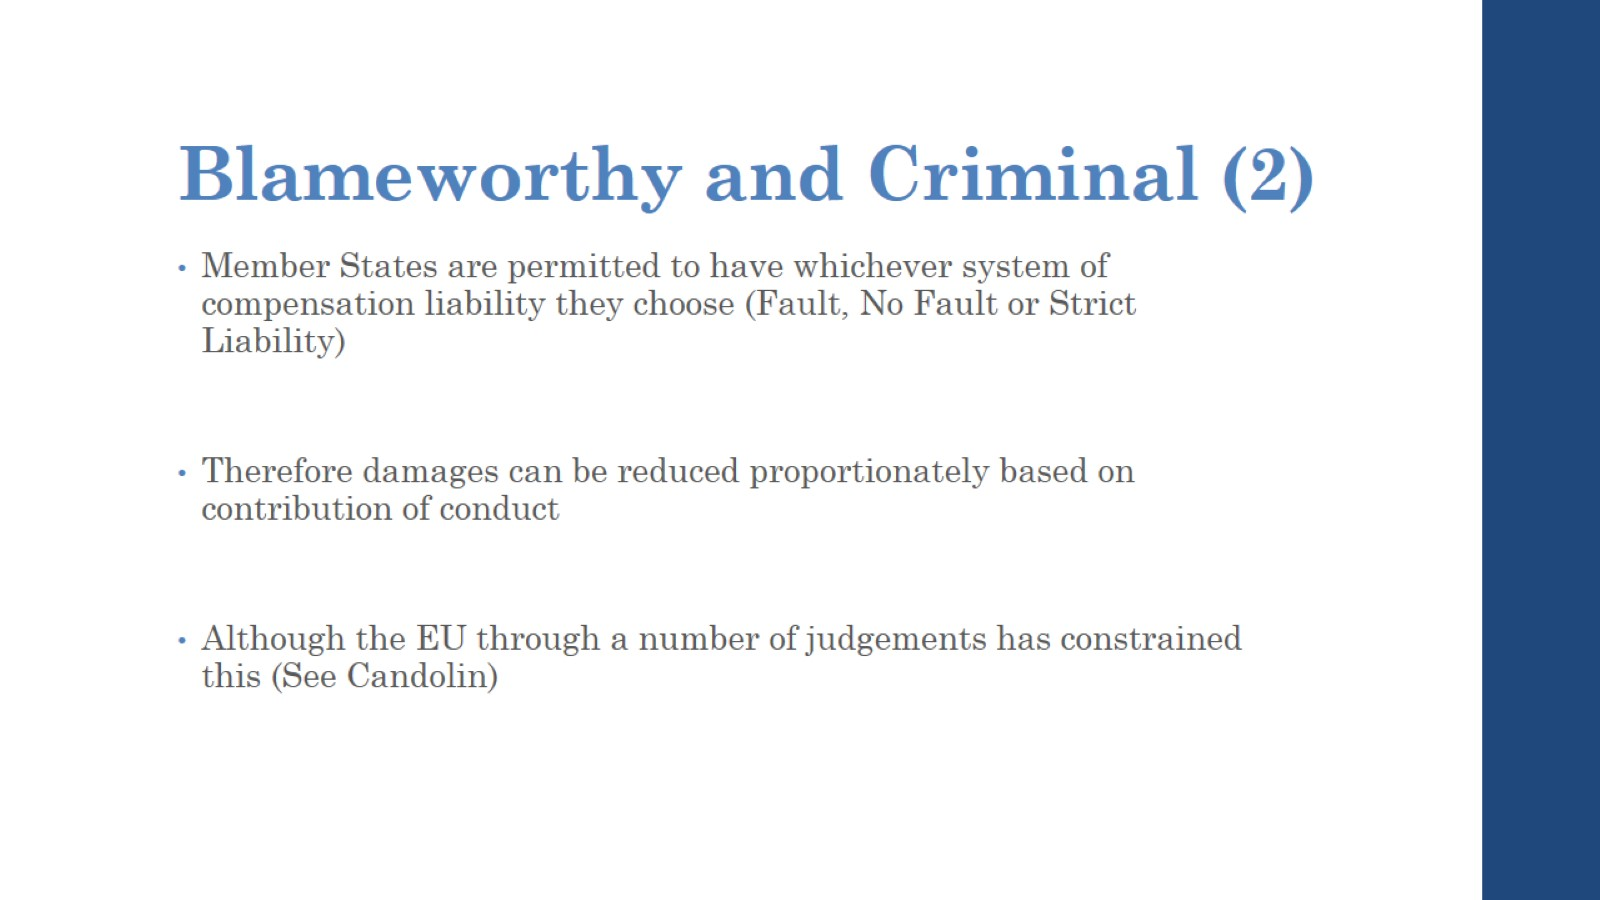 Blameworthy and Criminal (2)
• Member States are permitted to have whichever system of
compensation liability they choose (Fault, No Fault or Strict
Liability)
• Therefore damages can be reduced proportionately based on
contribution of conduct
• Although the EU through a number of judgements has constrained
this (See Candolin)